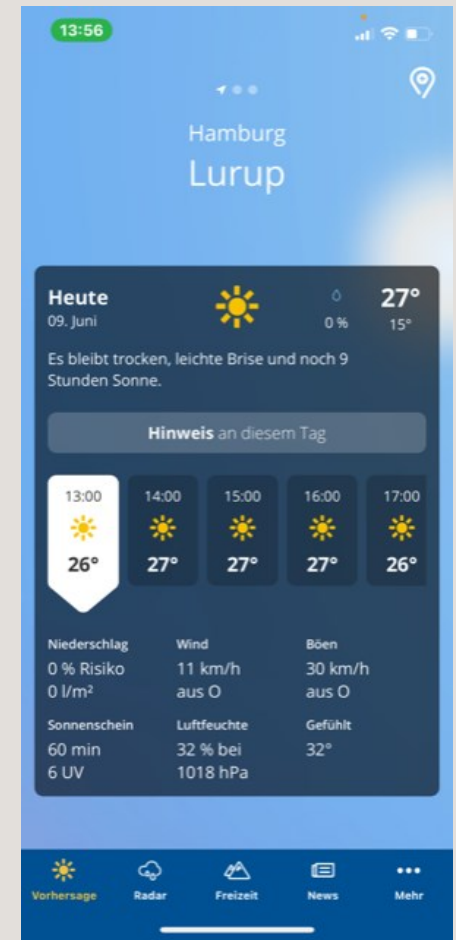 13:56
Hamburg
Lurup
Heute 27°
09. Juni 0 % 15°
Es bleibt trocken, leichte Brise und noch 9
Stunden Sonne.
Hinweis an diesem Tag
13:00 14:00 15:00 16:00 17:00
26° 27° 27° 27° 26°
Niederschlag Wind Böen
0 % Risiko 11 km/h 30 km/h
0 l/m² aus O aus O
Sonnenschein Luftfeuchte Gefühlt
60 min 32 % bei 32°
6 UV 1018 hPa
Vorhersage Radar Freizeit News Mehr